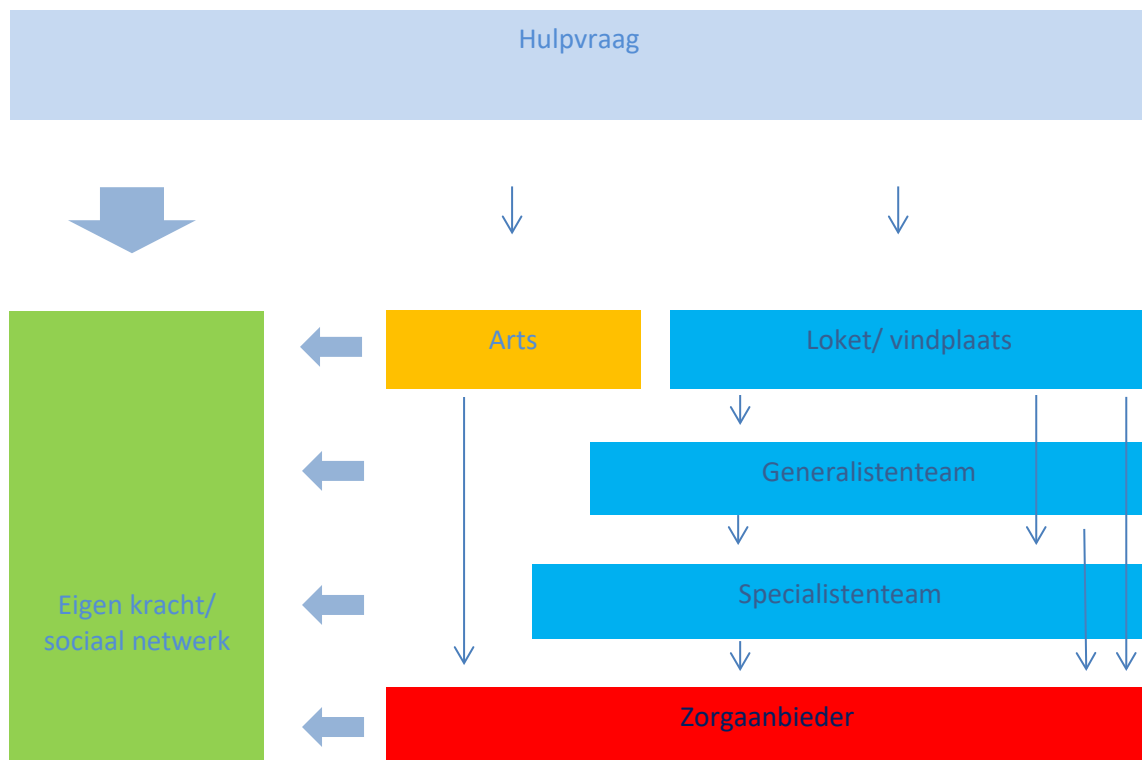 Hulpvraag
Arts
Loket/ vindplaats
Generalistenteam
Specialistenteam
Eigen kracht/
sociaal netwerk
Zorgaanbieder